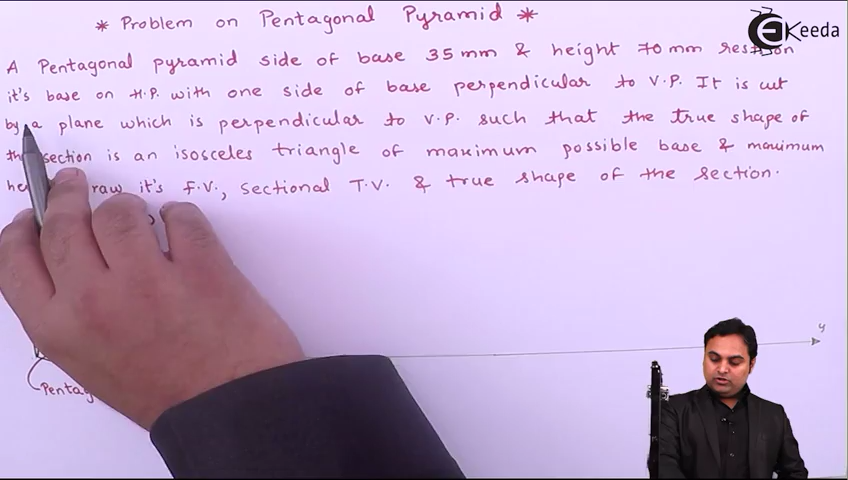 * Problem on Pentagonal Pyramid *
Ekeeda
A Pentagonal pyramid side of base 35 mm & height 70 mm rest on
it's base on H.P. with one side of base perpendicular to V.P. It is cut
by a plane which is perpendicular to V.P. such that the true shape of
the section is an isosceles triangle of maximum possible base & maximum
it's F.V., sectional T.V. & true shape of the section.
y